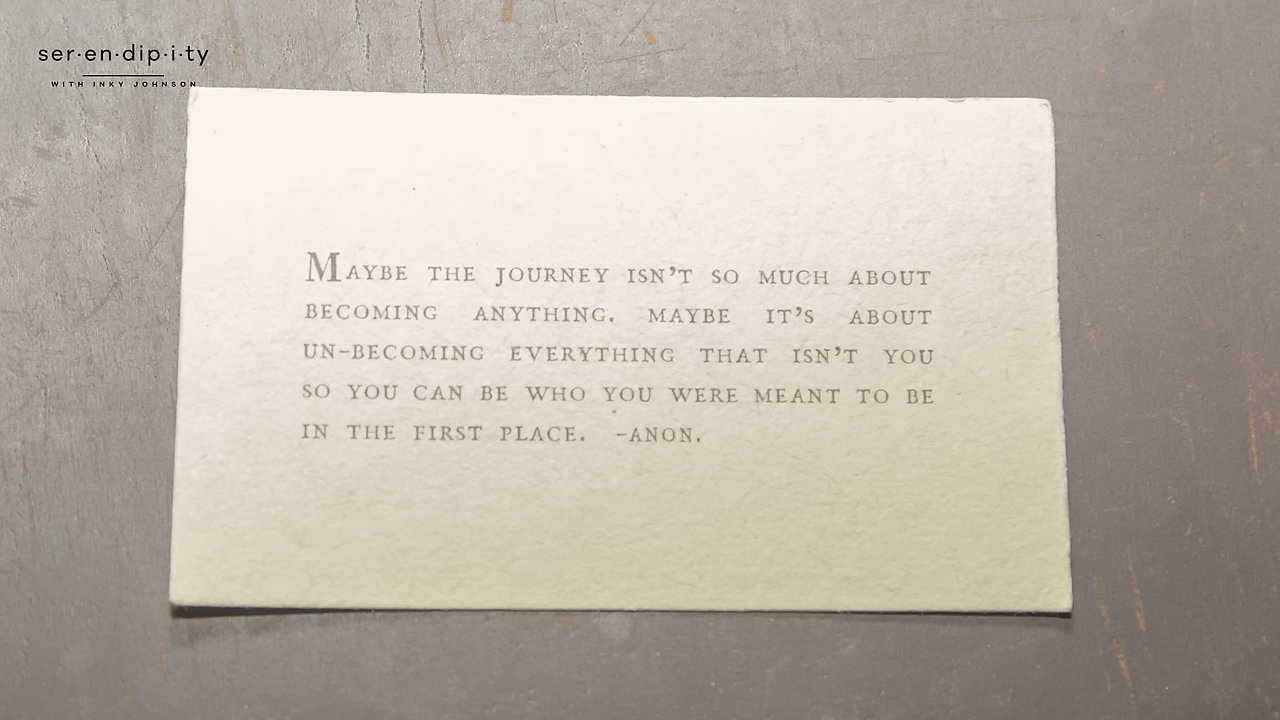 ser·en·dip·i·ty
WITH INKY JOHNSON
MAYBE THE JOURNEY ISN'T SO MUCH ABOUT
BECOMING ANYTHING. MAYBE IT'S ABOUT
UN-BECOMING EVERYTHING THAT ISN'T YOU
SO YOU CAN BE WHO YOU WERE MEANT TO BE
IN THE FIRST PLACE. -ANON.